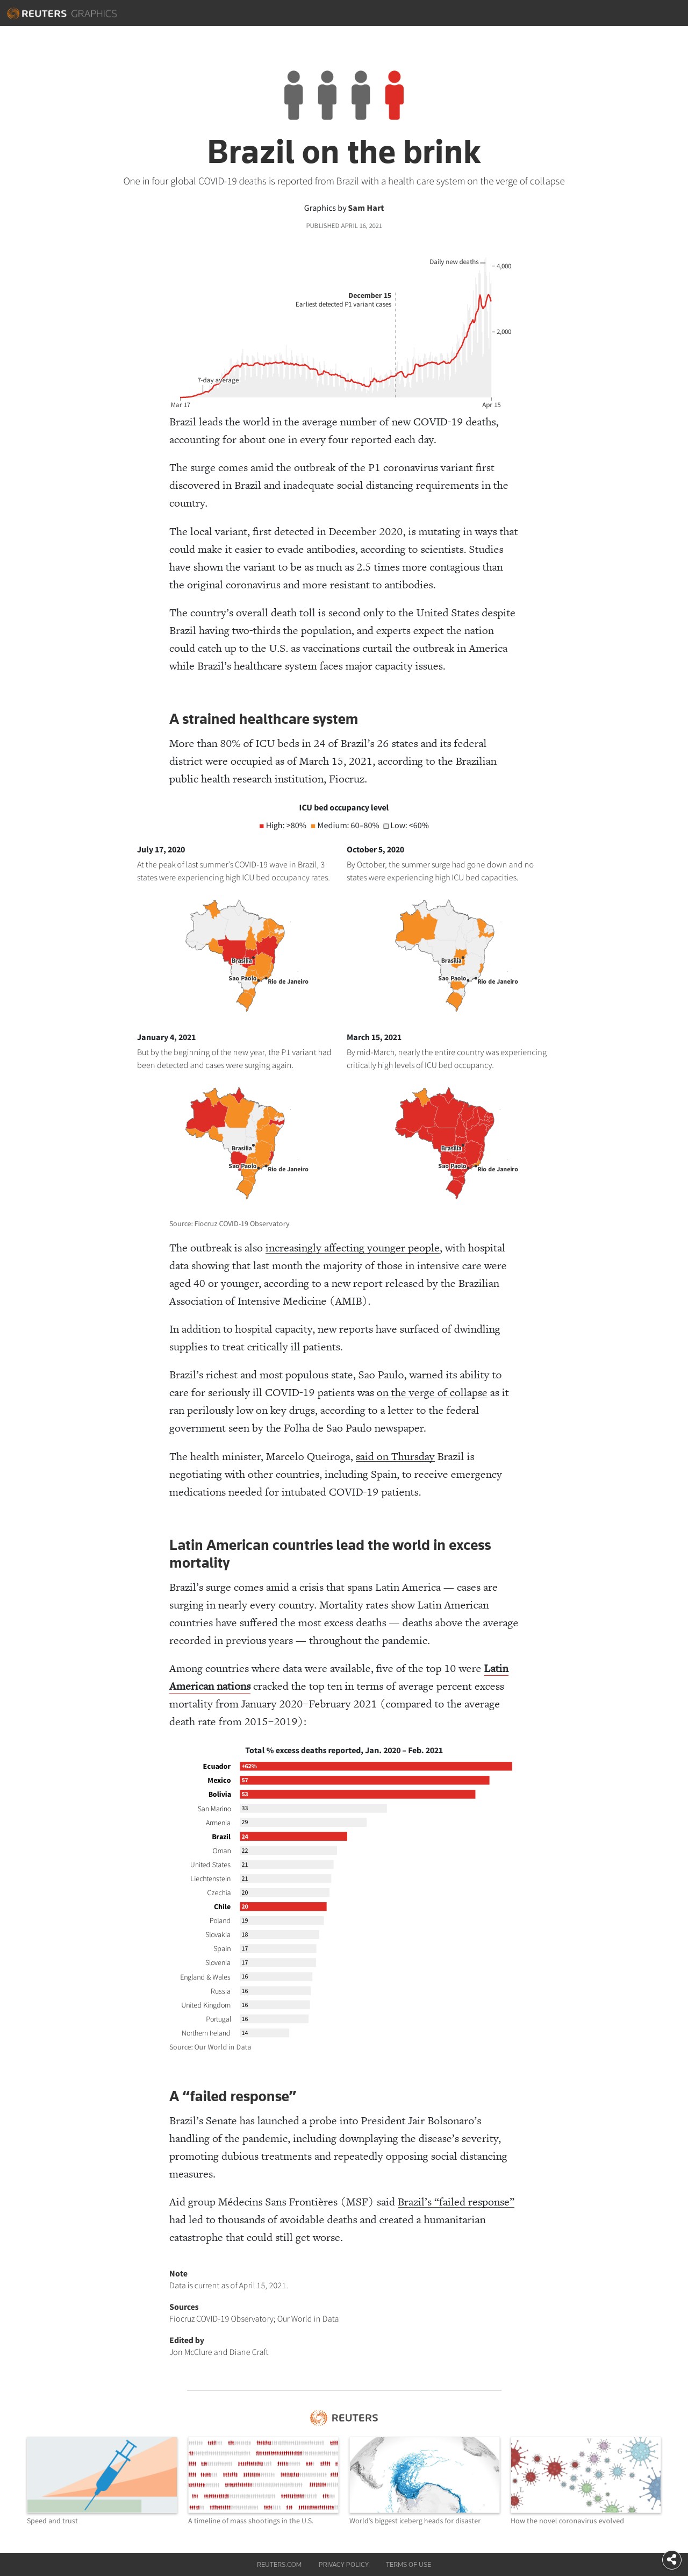 REUTERS GRAPHICS
Brazil on the brink
One in four global COVID-19 deaths is reported from Brazil with a health care system on the verge of collapse
Graphics by Sam Hart
PUBLISHED APRIL 16, 2021
Daily new deaths
4,000
December 15
Earliest detected P1 variant cases
2,000
7-day average
Mar 17
Apr 15
Brazil leads the world in the average number of new COVID-19 deaths,
accounting for about one in every four reported each day.
The surge comes amid the outbreak of the P1 coronavirus variant first
discovered in Brazil and inadequate social distancing requirements in the
country.
The local variant, first detected in December 2020, is mutating in ways that
could make it easier to evade antibodies, according to scientists. Studies
have shown the variant to be as much as 2.5 times more contagious than
the original coronavirus and more resistant to antibodies.
The country’s overall death toll is second only to the United States despite
Brazil having two-thirds the population, and experts expect the nation
could catch up to the U.S. as vaccinations curtail the outbreak in America
while Brazil’s healthcare system faces major capacity issues.
A strained healthcare system
More than 80% of ICU beds in 24 of Brazil’s 26 states and its federal
district were occupied as of March 15, 2021, according to the Brazilian
public health research institution, Fiocruz.
ICU bed occupancy level
High: >80% Medium: 60–80% Low: <60%
July 17, 2020
At the peak of last summer’s COVID-19 wave in Brazil, 3
states were experiencing high ICU bed occupancy rates.
Brasilia
Sao Paolo
Rio de Janeiro
October 5, 2020
By October, the summer surge had gone down and no
states were experiencing high ICU bed capacities.
Brasilia
Sao Paolo
Rio de Janeiro
January 4, 2021
But by the beginning of the new year, the P1 variant had
been detected and cases were surging again.
Brasilia
Sao Paolo
Rio de Janeiro
March 15, 2021
By mid-March, nearly the entire country was experiencing
critically high levels of ICU bed occupancy.
Brasilia
Sao Paolo
Rio de Janeiro
Source: Fiocruz COVID-19 Observatory
The outbreak is also increasingly affecting younger people, with hospital
data showing that last month the majority of those in intensive care were
aged 40 or younger, according to a new report released by the Brazilian
Association of Intensive Medicine (AMIB).
In addition to hospital capacity, new reports have surfaced of dwindling
supplies to treat critically ill patients.
Brazil’s richest and most populous state, Sao Paulo, warned its ability to
care for seriously ill COVID-19 patients was on the verge of collapse as it
ran perilously low on key drugs, according to a letter to the federal
government seen by the Folha de Sao Paulo newspaper.
The health minister, Marcelo Queiroga, said on Thursday Brazil is
negotiating with other countries, including Spain, to receive emergency
medications needed for intubated COVID-19 patients.
Latin American countries lead the world in excess
mortality
Brazil’s surge comes amid a crisis that spans Latin America — cases are
surging in nearly every country. Mortality rates show Latin American
countries have suffered the most excess deaths — deaths above the average
recorded in previous years — throughout the pandemic.
Among countries where data were available, five of the top 10 were Latin
American nations cracked the top ten in terms of average percent excess
mortality from January 2020–February 2021 (compared to the average
death rate from 2015–2019):
Total % excess deaths reported, Jan. 2020 – Feb. 2021
Ecuador +62%
Mexico 57
Bolivia 53
San Marino 33
Armenia 29
Brazil 24
Oman 22
United States 21
Liechtenstein 21
Czechia 20
Chile 20
Poland 19
Slovakia 18
Spain 17
Slovenia 17
England & Wales 16
Russia 16
United Kingdom 16
Portugal 16
Northern Ireland 14
Source: Our World in Data
A “failed response”
Brazil’s Senate has launched a probe into President Jair Bolsonaro’s
handling of the pandemic, including downplaying the disease’s severity,
promoting dubious treatments and repeatedly opposing social distancing
measures.
Aid group Médecins Sans Frontières (MSF) said Brazil’s “failed response”
had led to thousands of avoidable deaths and created a humanitarian
catastrophe that could still get worse.
Note
Data is current as of April 15, 2021.
Sources
Fiocruz COVID-19 Observatory; Our World in Data
Edited by
Jon McClure and Diane Craft
REUTERS
Speed and trust
A timeline of mass shootings in the U.S.
World’s biggest iceberg heads for disaster
How the novel coronavirus evolved
REUTERS.COM PRIVACY POLICY TERMS OF USE